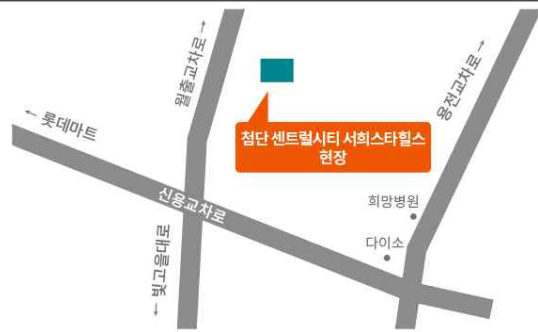 월출교차로 →
용전교차로 →
← 롯데마트
첨단 센트럴시티 서희스타힐스
현장
신용교차로
희망병원
다이소
← 빛고을대로